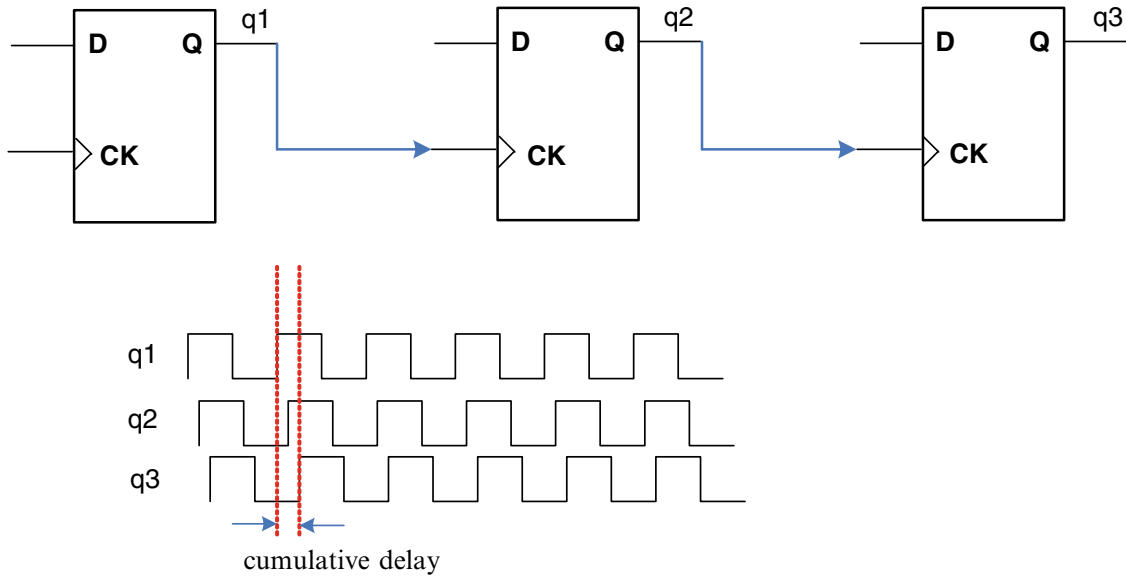 q1 q2 q3
D Q D Q D Q
CK CK CK
q1
q2
q3
cumulative delay